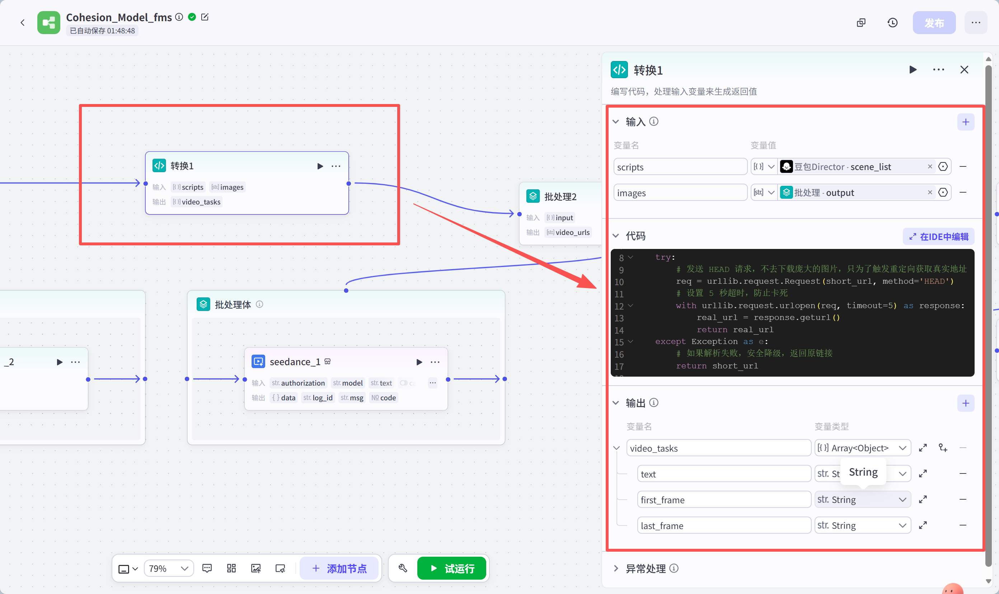 Cohesion_Model_fms
已自动保存 01:48:48
发布
转换1
输入 [{}] scripts [str.] images
输出 [{}] video_tasks
批处理2
输入 [{}] input
输出 [str.] video_urls
批处理体
_2
seedance_1
输入 str. authorization str. model str. text
输出 {} data str. log_id str. msg № code
79%
添加节点
试运行
转换1
编写代码，处理输入变量来生成返回值
输入
变量名 变量值
scripts [{}] 豆包Director - scene_list
images [str.] 批处理 - output
代码
在IDE中编辑
8 try:
9 # 发送 HEAD 请求，不去下载庞大的图片，只为了触发重定向获取真实地址
10 req = urllib.request.Request(short_url, method='HEAD')
11 # 设置 5 秒超时，防止卡死
12 with urllib.request.urlopen(req, timeout=5) as response:
13 real_url = response.geturl()
14 return real_url
15 except Exception as e:
16 # 如果解析失败，安全降级，返回原链接
17 return short_url
输出
变量名 变量类型
video_tasks [{}] Array<Object>
text str. St
String
first_frame str. String
last_frame str. String
异常处理